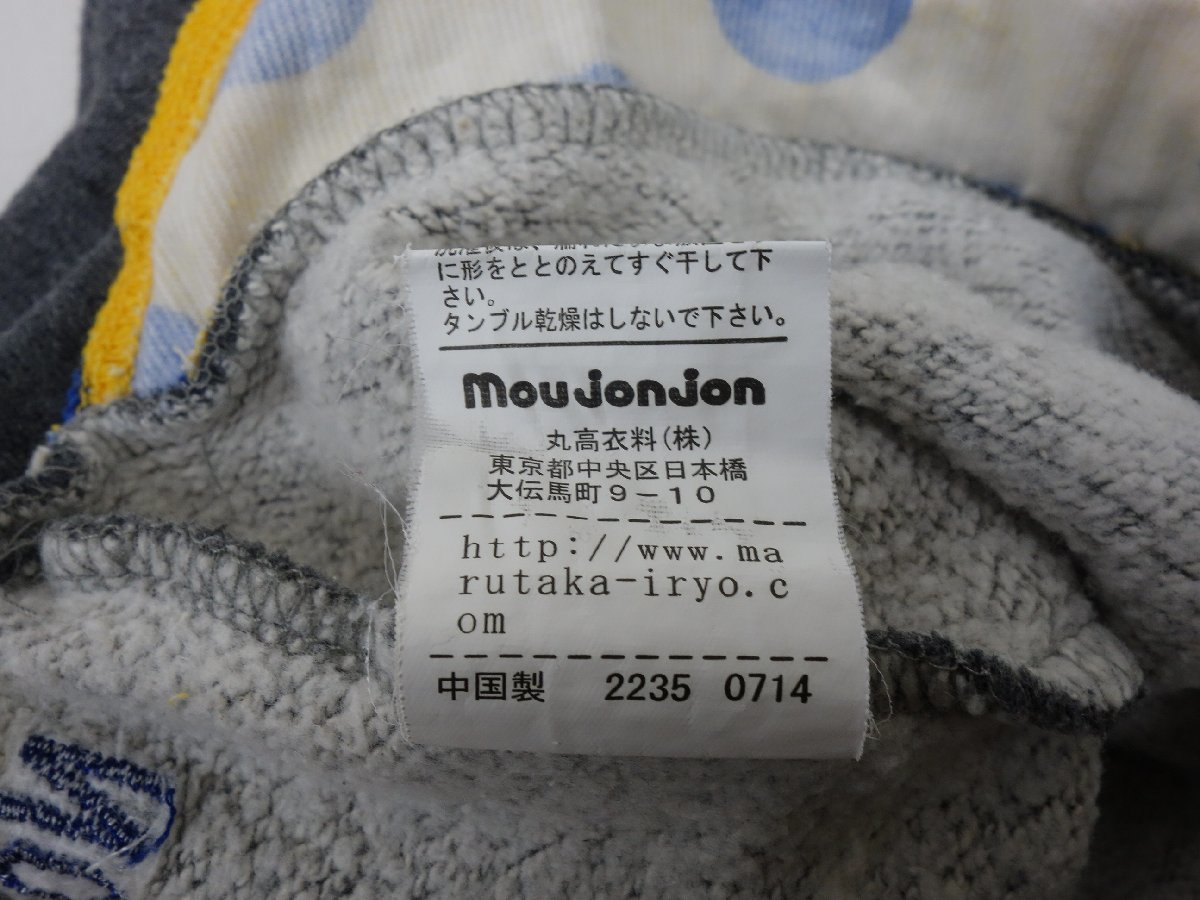 に形をととのえてすぐ干して下
さい。
タンブル乾燥はしないで下さい。
moujonjon
丸高衣料(株)
東京都中央区日本橋
大伝馬町9-10
http://www.ma
rutaka-iryo.c
om
中国製 2235 0714